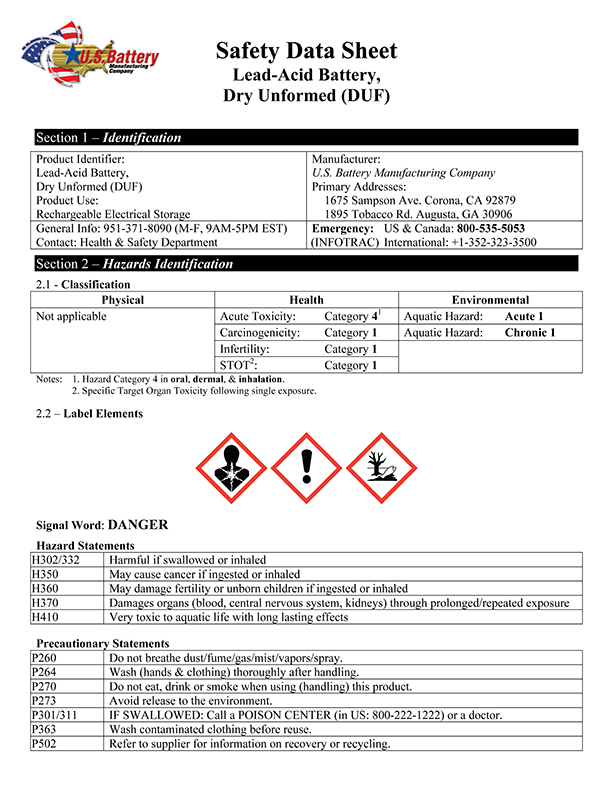 U.S.Battery
Manufacturing
Company
Safety Data Sheet
Lead-Acid Battery,
Dry Unformed (DUF)
Section 1 – Identification
Product Identifier:
Lead-Acid Battery,
Dry Unformed (DUF)
Product Use:
Rechargeable Electrical Storage
Manufacturer:
U.S. Battery Manufacturing Company
Primary Addresses:
1675 Sampson Ave. Corona, CA 92879
1895 Tobacco Rd. Augusta, GA 30906
General Info: 951-371-8090 (M-F, 9AM-5PM EST)
Contact: Health & Safety Department
Emergency: US & Canada: 800-535-5053
(INFOTRAC) International: +1-352-323-3500
Section 2 – Hazards Identification
2.1 - Classification
Physical Health Environmental
Not applicable Acute Toxicity: Category 4¹ Aquatic Hazard: Acute 1
Carcinogenicity: Category 1 Aquatic Hazard: Chronic 1
Infertility: Category 1
STOT²: Category 1
Notes: 1. Hazard Category 4 in oral, dermal, & inhalation.
2. Specific Target Organ Toxicity following single exposure.
2.2 – Label Elements
Signal Word: DANGER
Hazard Statements
H302/332 Harmful if swallowed or inhaled
H350 May cause cancer if ingested or inhaled
H360 May damage fertility or unborn children if ingested or inhaled
H370 Damages organs (blood, central nervous system, kidneys) through prolonged/repeated exposure
H410 Very toxic to aquatic life with long lasting effects
Precautionary Statements
P260 Do not breathe dust/fume/gas/mist/vapors/spray.
P264 Wash (hands & clothing) thoroughly after handling.
P270 Do not eat, drink or smoke when using (handling) this product.
P273 Avoid release to the environment.
P301/311 IF SWALLOWED: Call a POISON CENTER (in US: 800-222-1222) or a doctor.
P363 Wash contaminated clothing before reuse.
P502 Refer to supplier for information on recovery or recycling.